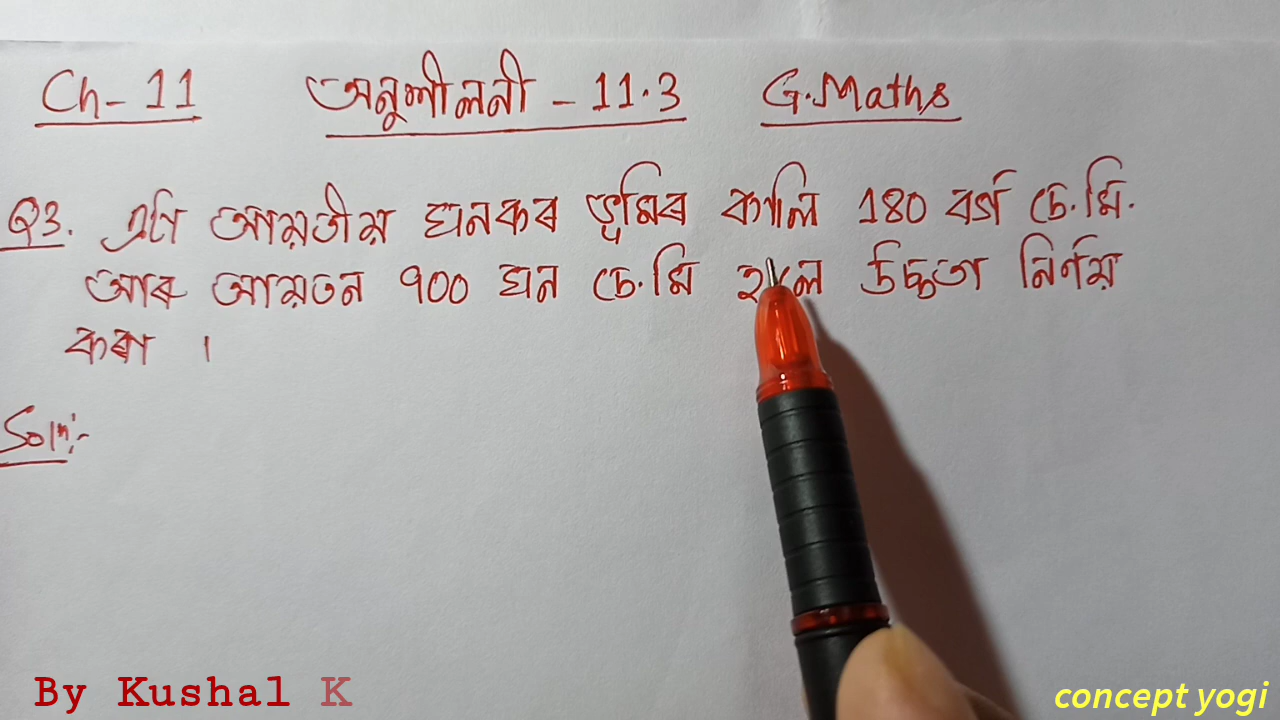 Ch-11 অনুশীলনী - 11.3 G.Maths
Q3. এটা আয়তীয় ঘনকৰ ভূমিৰ কালি 180 বৰ্গ চে.মি.
আৰু আয়তন 900 ঘন চে.মি হ'লে উচ্চতা নিৰ্ণয়
কৰা ।
Soln:-
By Kushal K
concept yogi